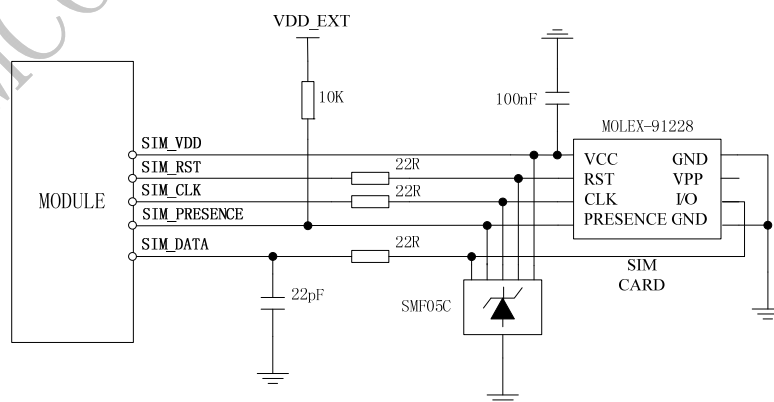 VDD_EXT
10K
100nF
MOLEX-91228
SIM_VDD
SIM_RST
22R
SIM_CLK
22R
SIM_PRESENCE
SIM_DATA
22R
MODULE
VCC GND
RST VPP
CLK I/O
PRESENCE GND
SIM
CARD
22pF
SMF05C